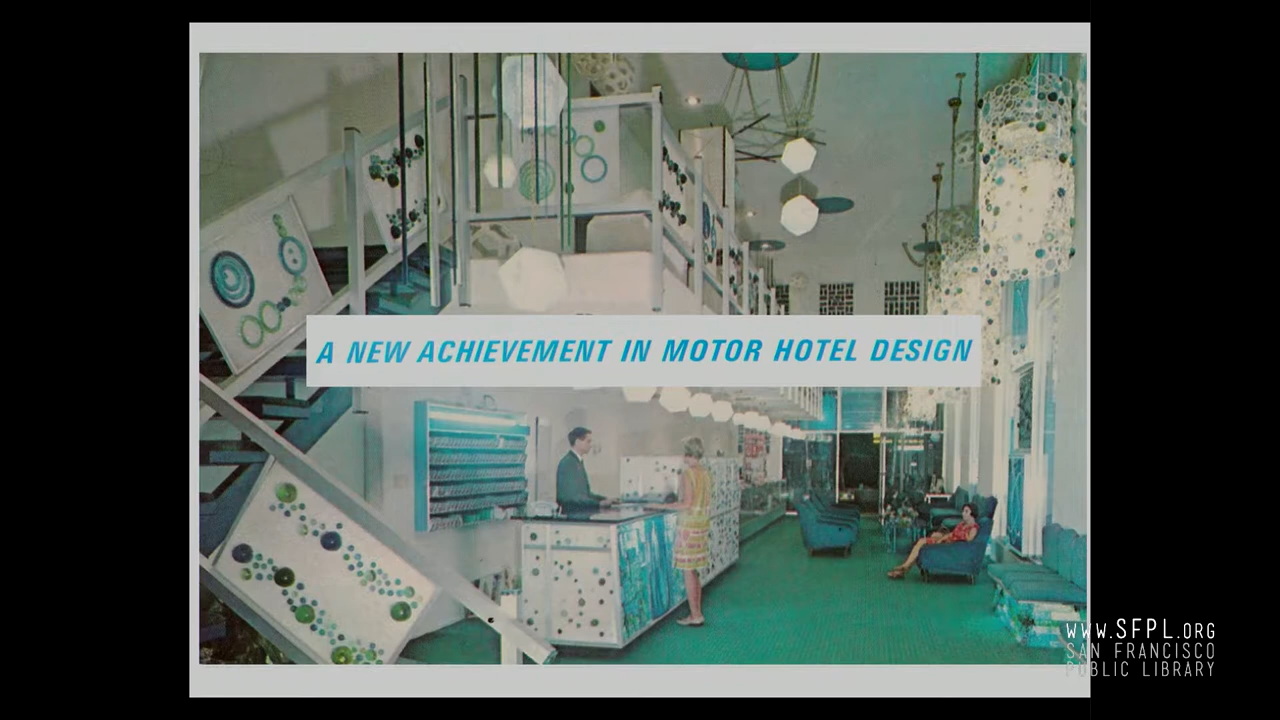 A NEW ACHIEVEMENT IN MOTOR HOTEL DESIGN
WWW.SFPL.ORG
SAN FRANCISCO
PUBLIC LIBRARY